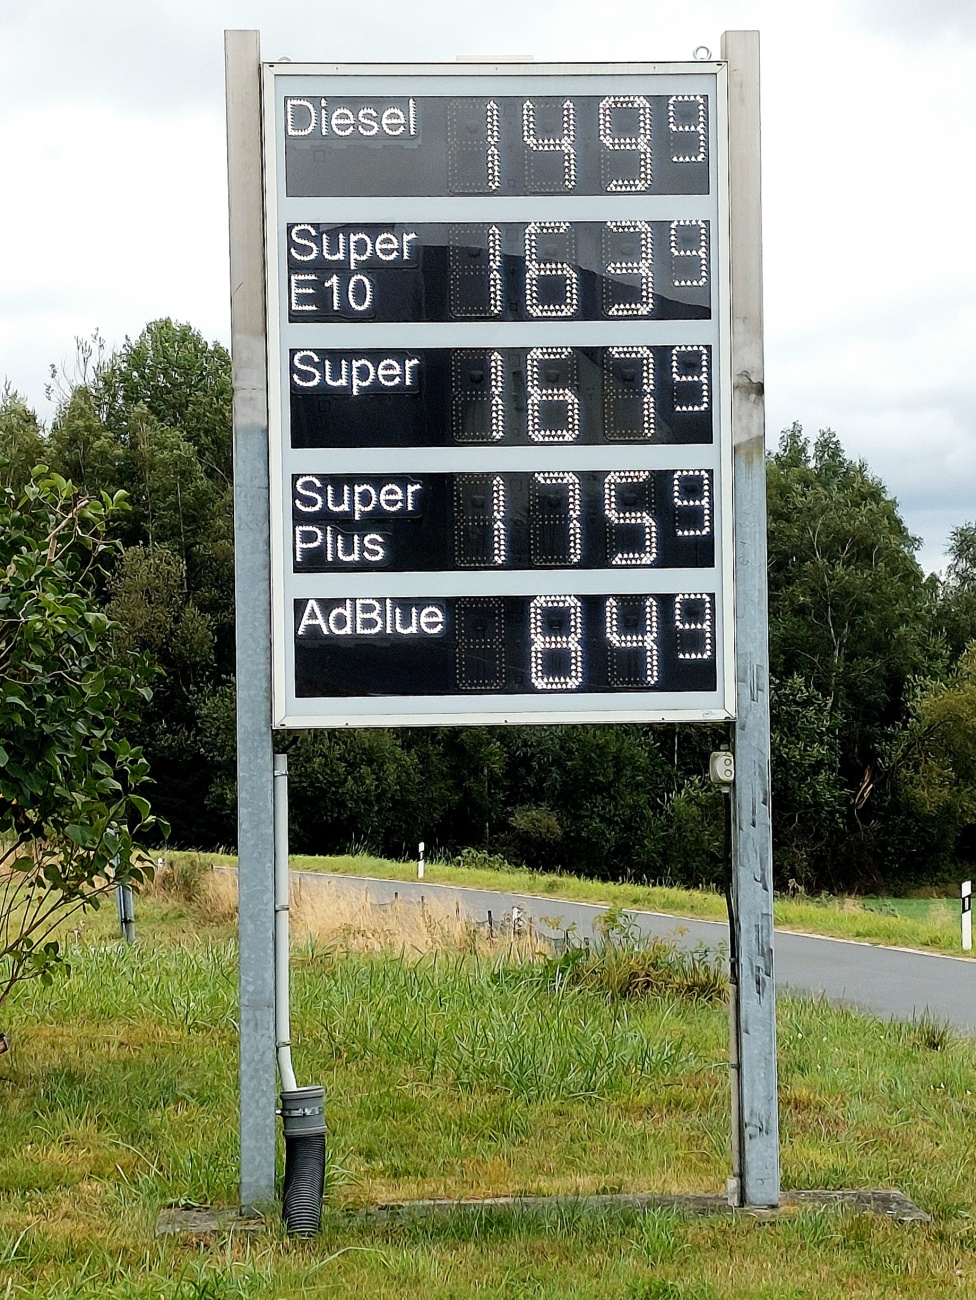 Diesel 149⁹
Super 163⁹
E10
Super 167⁹
Super 175⁹
Plus
AdBlue 84⁹